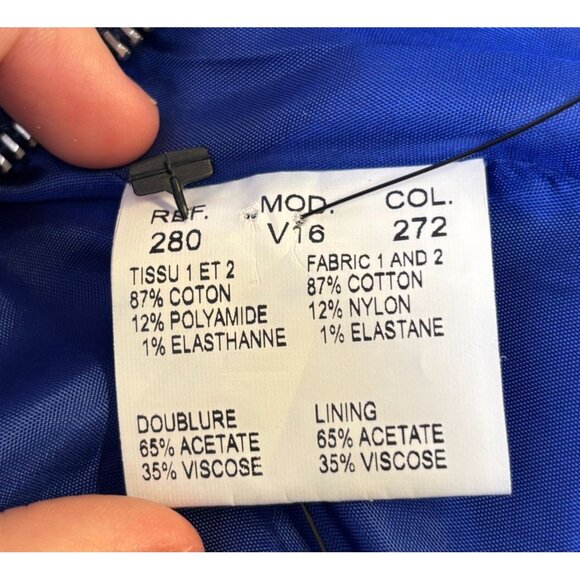 REF. MOD. COL.
280 V16 272
TISSU 1 ET 2
87% COTON
12% POLYAMIDE
1% ELASTHANNE
FABRIC 1 AND 2
87% COTTON
12% NYLON
1% ELASTANE
DOUBLURE
65% ACETATE
35% VISCOSE
LINING
65% ACETATE
35% VISCOSE